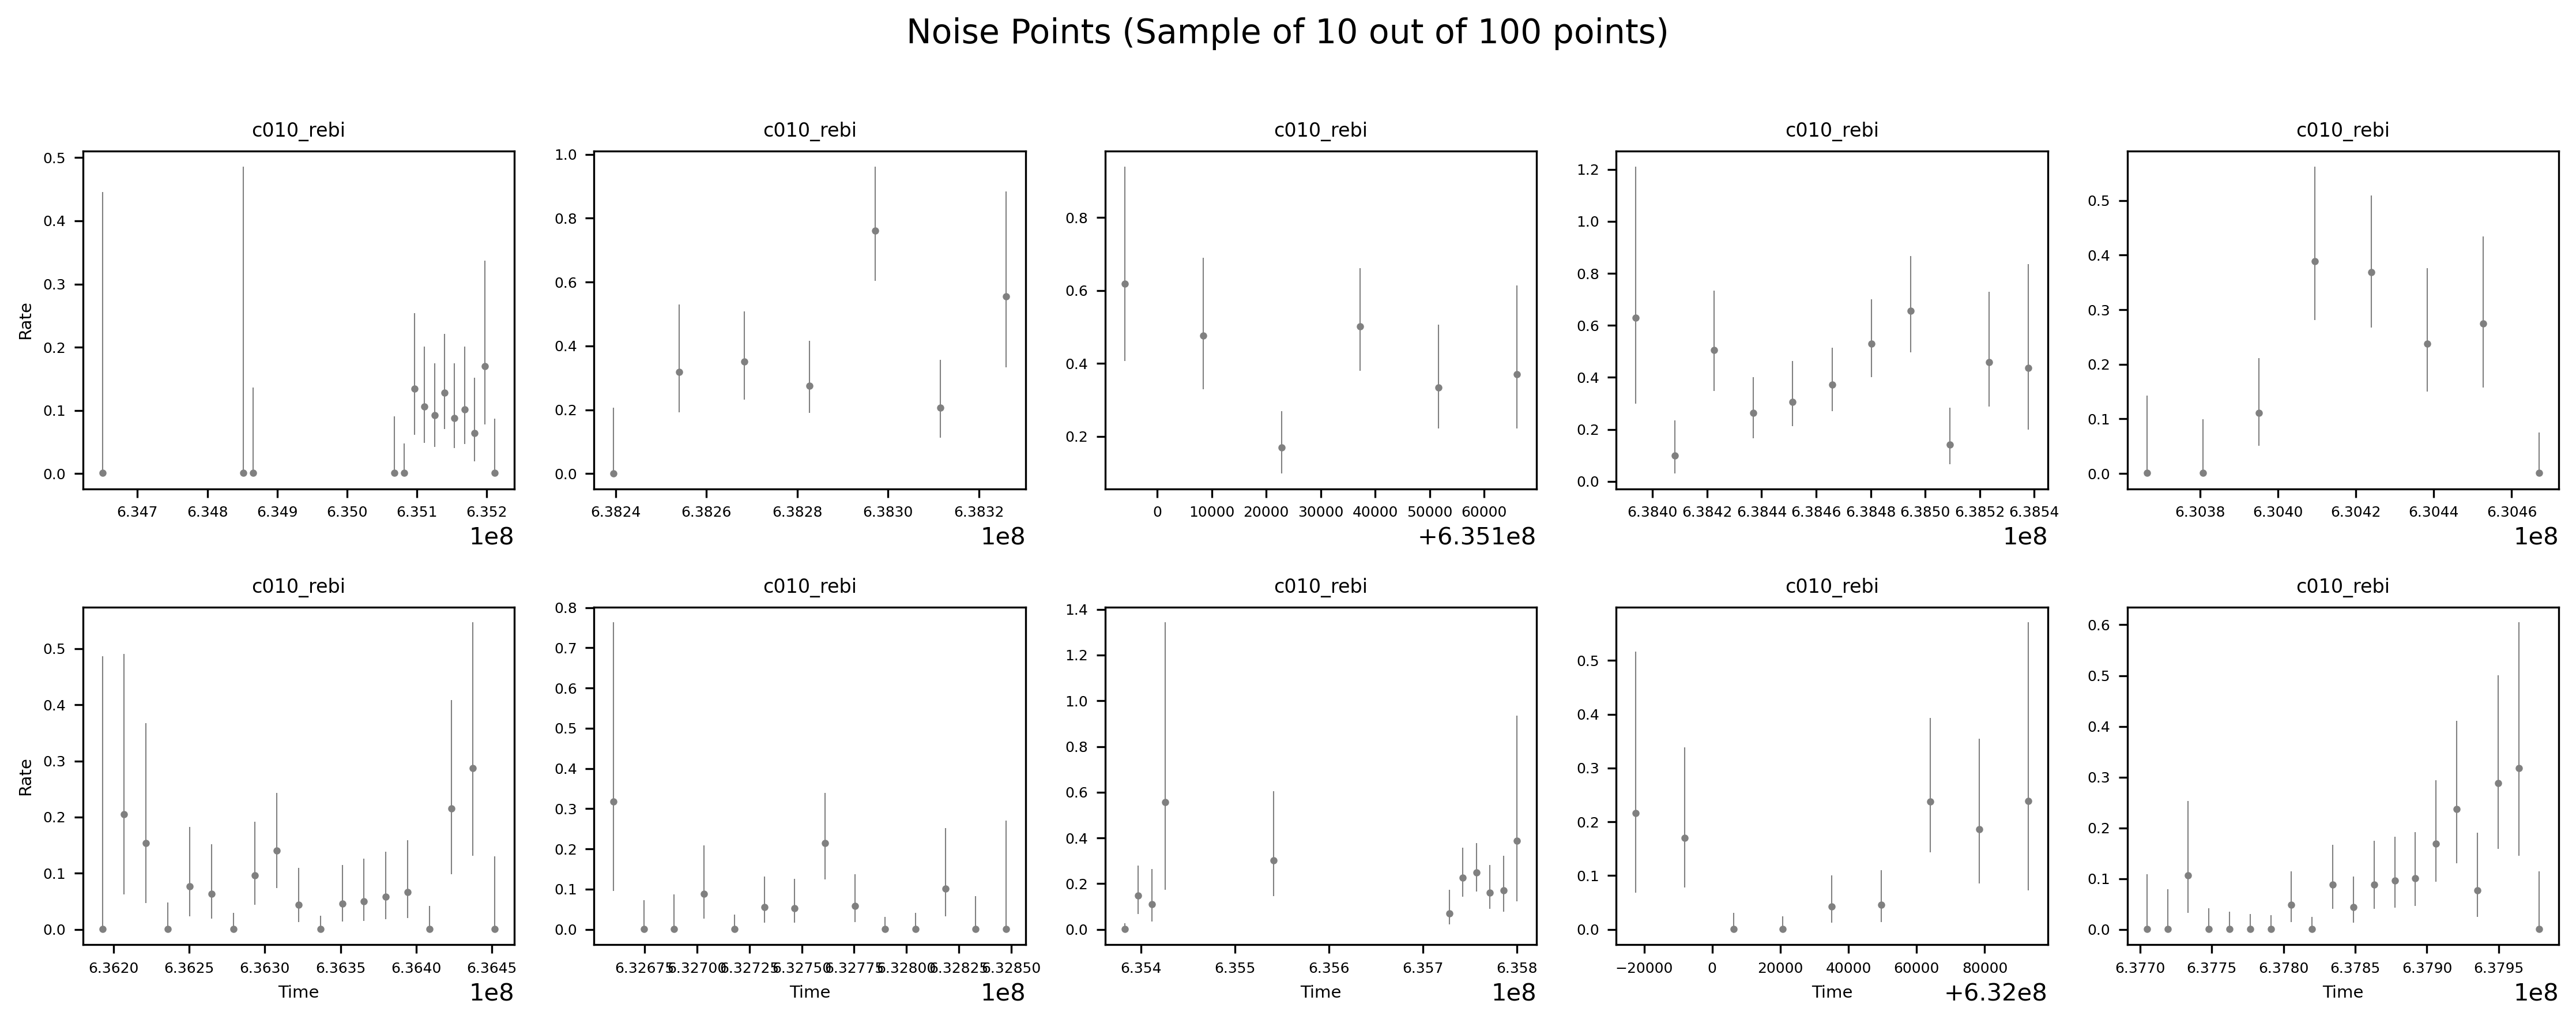 Noise Points (Sample of 10 out of 100 points)
c010_rebi c010_rebi c010_rebi c010_rebi c010_rebi
Rate
0.5
0.4
0.3
0.2
0.1
0.0
6.347 6.348 6.349 6.350 6.351 6.352
1e8
1.0
0.8
0.6
0.4
0.2
0.0
6.3824 6.3826 6.3828 6.3830 6.3832
1e8
0.8
0.6
0.4
0.2
0 10000 20000 30000 40000 50000 60000
+6.351e8
1.2
1.0
0.8
0.6
0.4
0.2
0.0
6.3840 6.3842 6.3844 6.3846 6.3848 6.3850 6.3852 6.3854
1e8
0.5
0.4
0.3
0.2
0.1
0.0
6.3038 6.3040 6.3042 6.3044 6.3046
1e8
c010_rebi c010_rebi c010_rebi c010_rebi c010_rebi
Rate
0.5
0.4
0.3
0.2
0.1
0.0
6.3620 6.3625 6.3630 6.3635 6.3640 6.3645
Time 1e8
0.8
0.7
0.6
0.5
0.4
0.3
0.2
0.1
0.0
6.32675 6.32700 6.32725 6.32750 6.32775 6.32800 6.32825 6.32850
Time 1e8
1.4
1.2
1.0
0.8
0.6
0.4
0.2
0.0
6.354 6.355 6.356 6.357 6.358
Time 1e8
0.5
0.4
0.3
0.2
0.1
0.0
−20000 0 20000 40000 60000 80000
Time +6.32e8
0.6
0.5
0.4
0.3
0.2
0.1
0.0
6.3770 6.3775 6.3780 6.3785 6.3790 6.3795
Time 1e8